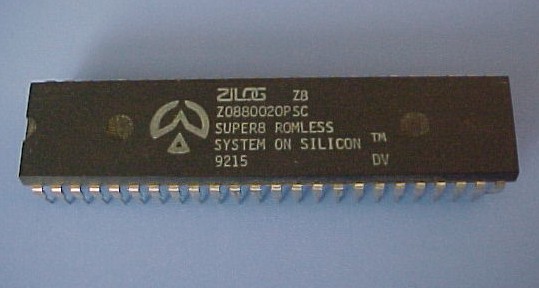 ZILOG Z8
Z0880020PSC
SUPER8 ROMLESS
SYSTEM ON SILICON ™
9215 DV